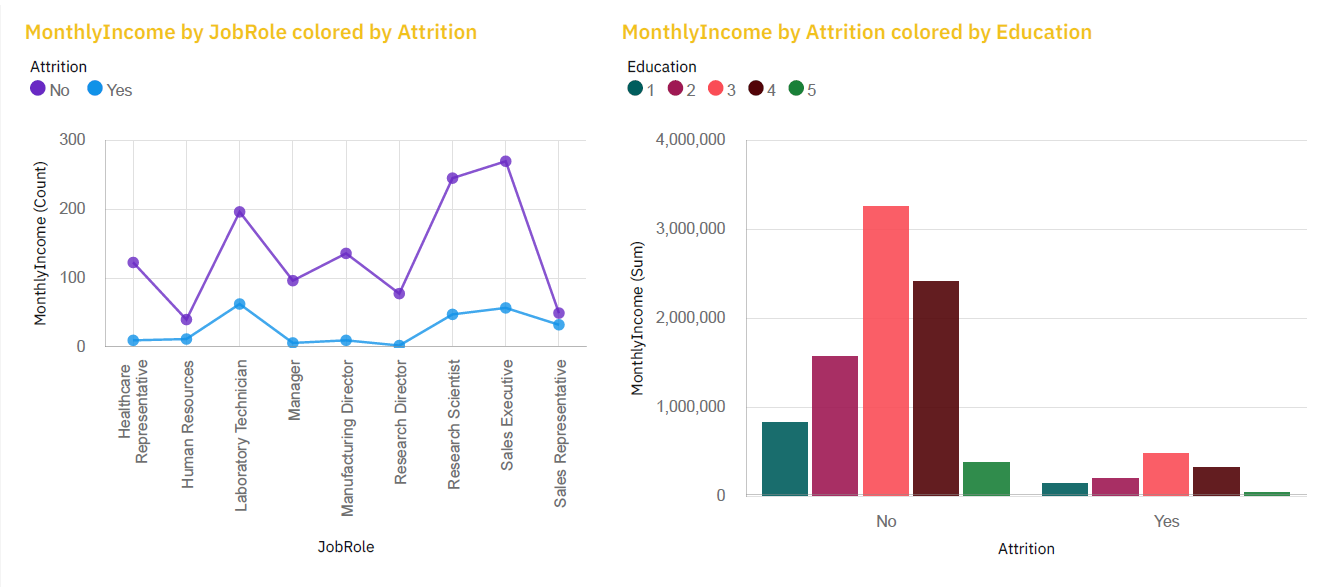 MonthlyIncome by JobRole colored by Attrition
Attrition
No
Yes
MonthlyIncome (Count)
300
200
100
0
Healthcare
Representative
Human Resources
Laboratory Technician
Manager
Manufacturing Director
Research Director
Research Scientist
Sales Executive
Sales Representative
JobRole
MonthlyIncome by Attrition colored by Education
Education
1
2
3
4
5
MonthlyIncome (Sum)
4,000,000
3,000,000
2,000,000
1,000,000
0
No
Yes
Attrition